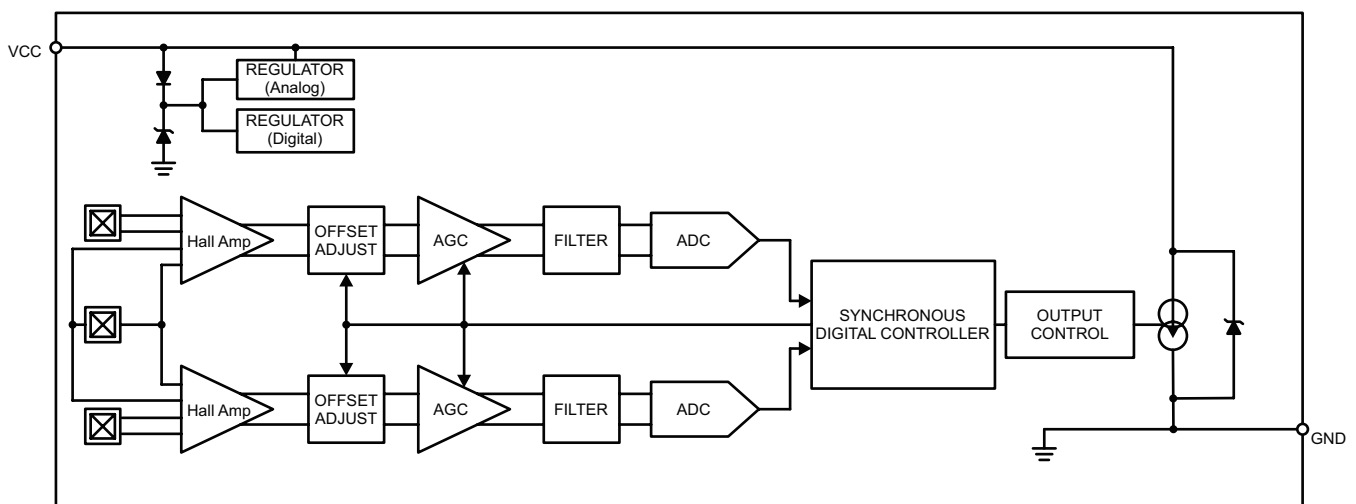 VCC
REGULATOR
(Analog)
REGULATOR
(Digital)
Hall Amp
OFFSET
ADJUST
AGC
FILTER
ADC
SYNCHRONOUS
DIGITAL CONTROLLER
OUTPUT
CONTROL
Hall Amp
OFFSET
ADJUST
AGC
FILTER
ADC
GND